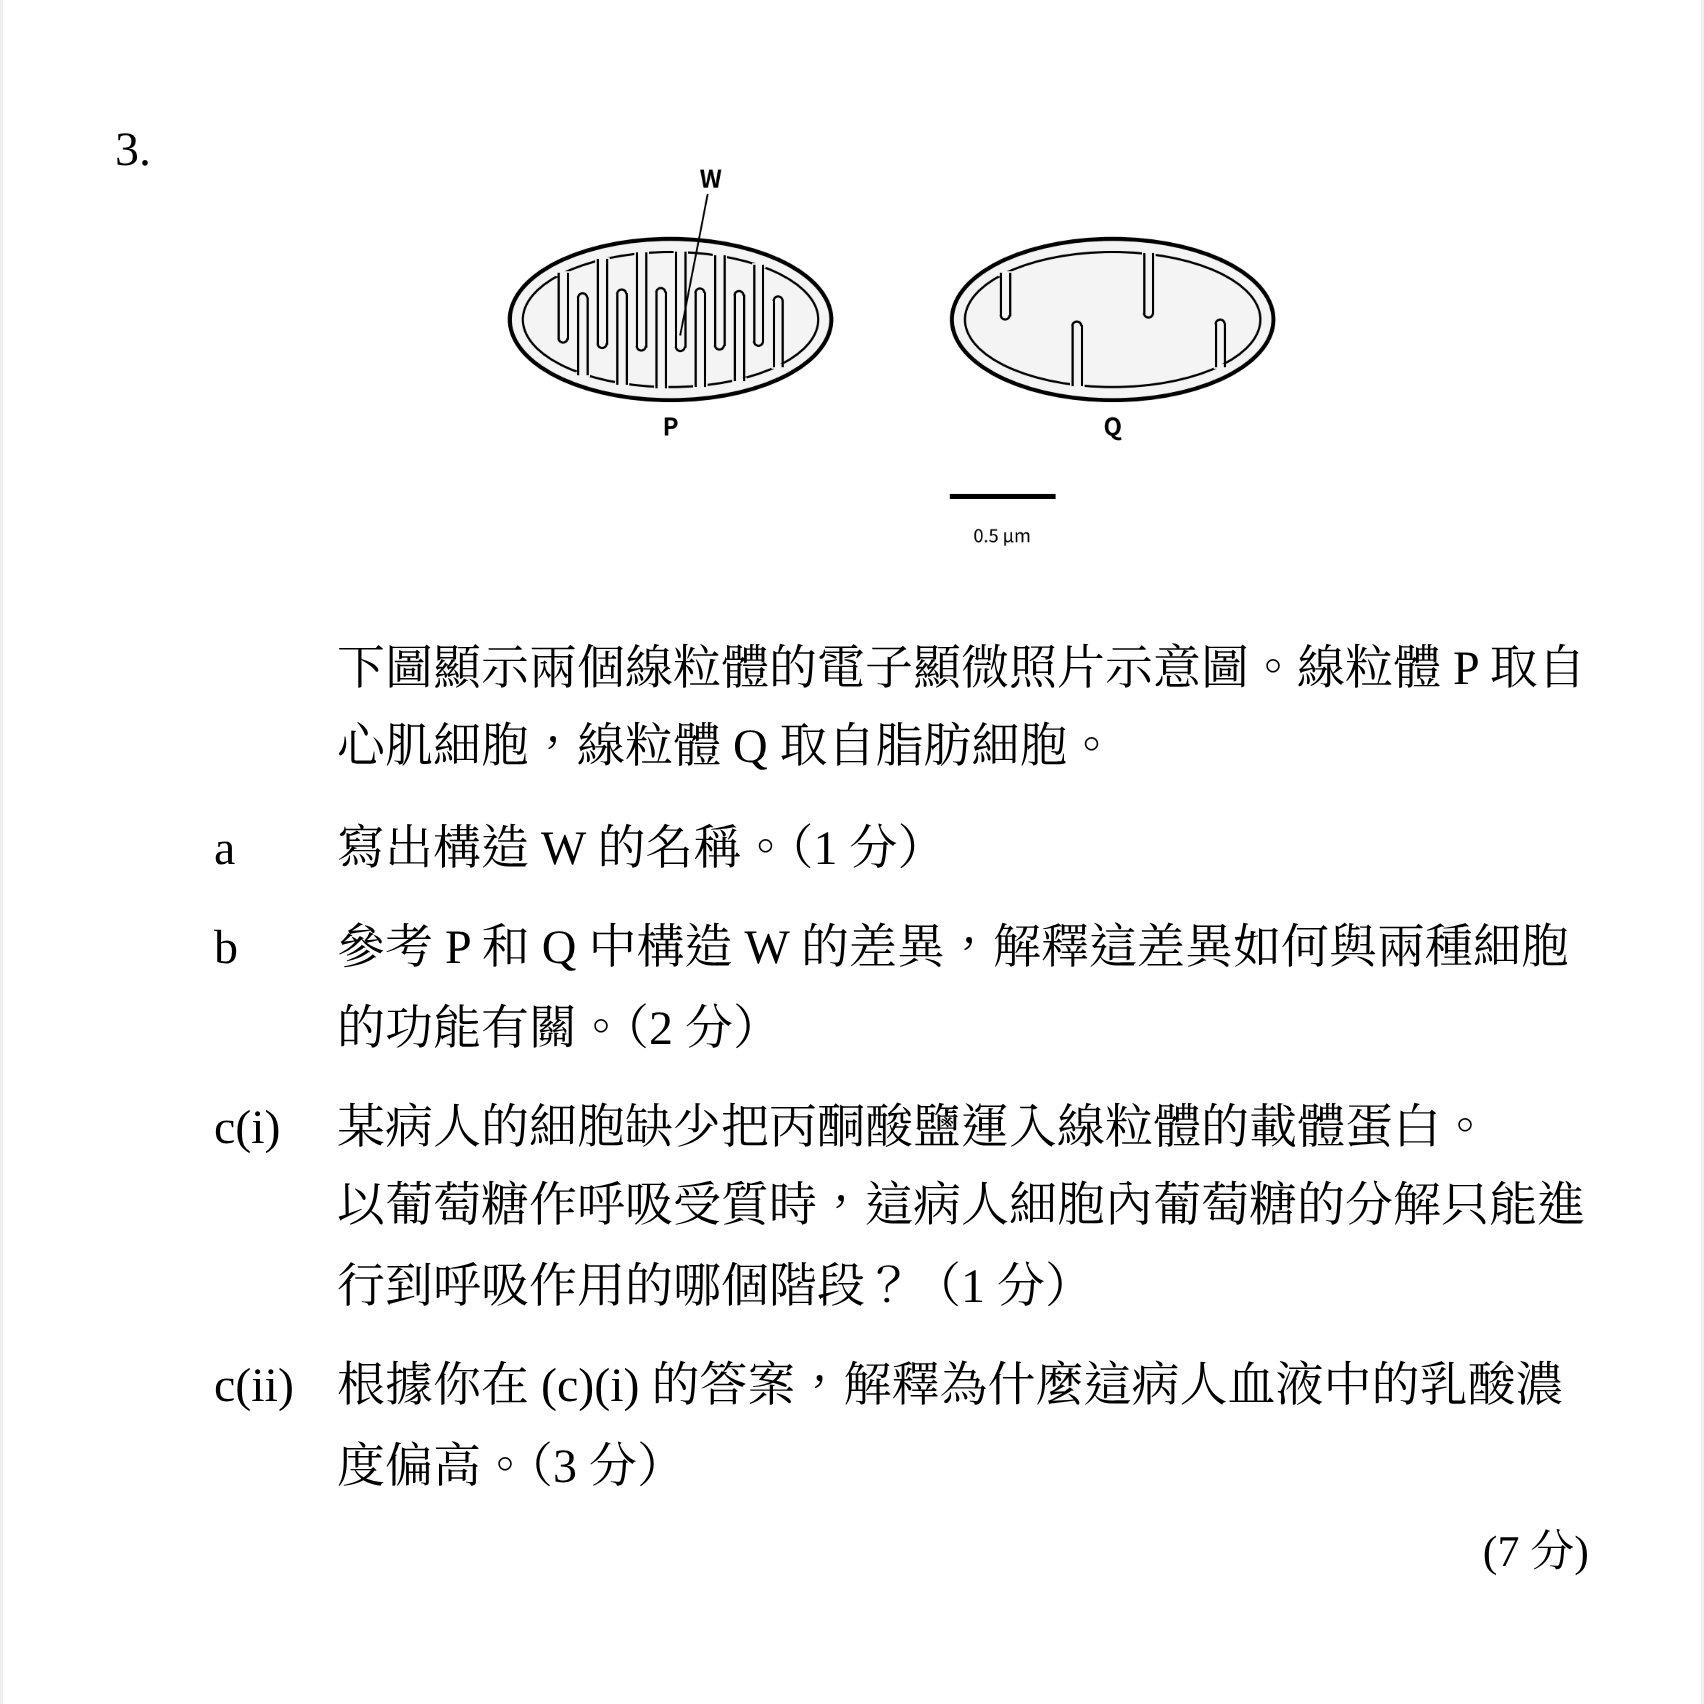 3.
W
P
Q
0.5 μm
下圖顯示兩個線粒體的電子顯微照片示意圖。線粒體 P 取自
心肌細胞，線粒體 Q 取自脂肪細胞。
a 寫出構造 W 的名稱。（1 分）
b 參考 P 和 Q 中構造 W 的差異，解釋這差異如何與兩種細胞
的功能有關。（2 分）
c(i) 某病人的細胞缺少把丙酮酸鹽運入線粒體的載體蛋白。
以葡萄糖作呼吸受質時，這病人細胞內葡萄糖的分解只能進
行到呼吸作用的哪個階段？（1 分）
c(ii) 根據你在 (c)(i) 的答案，解釋為什麼這病人血液中的乳酸濃
度偏高。（3 分）
(7 分)